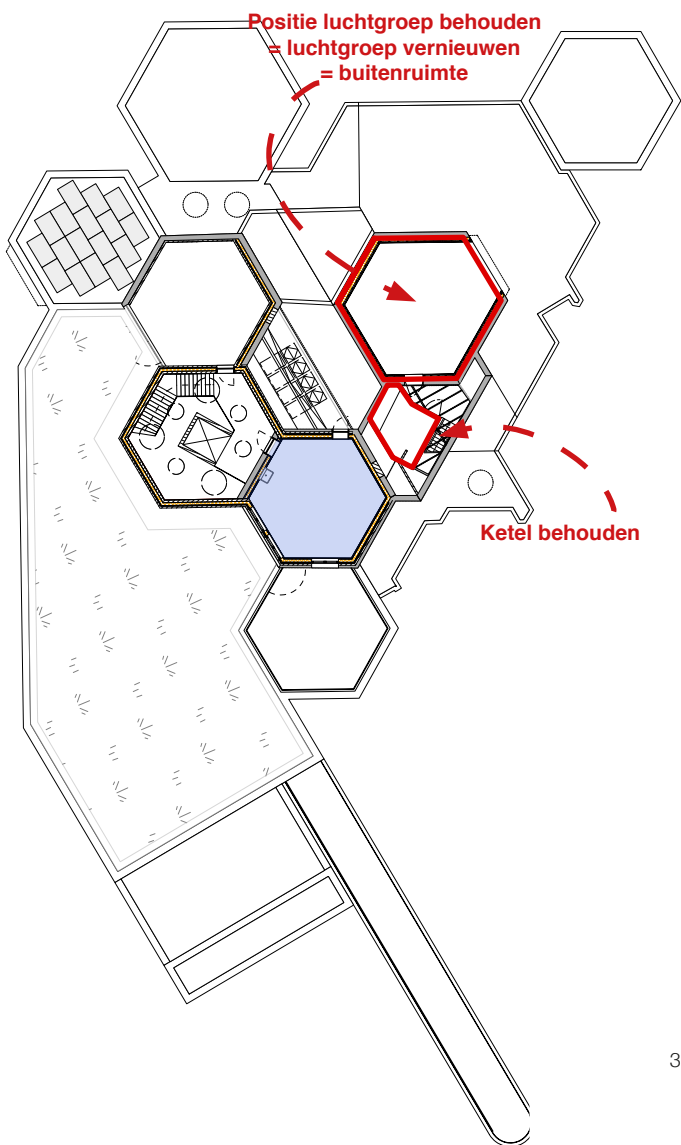 Positie luchtgroep behouden
= luchtgroep vernieuwen
= buitenruimte
Ketel behouden
3